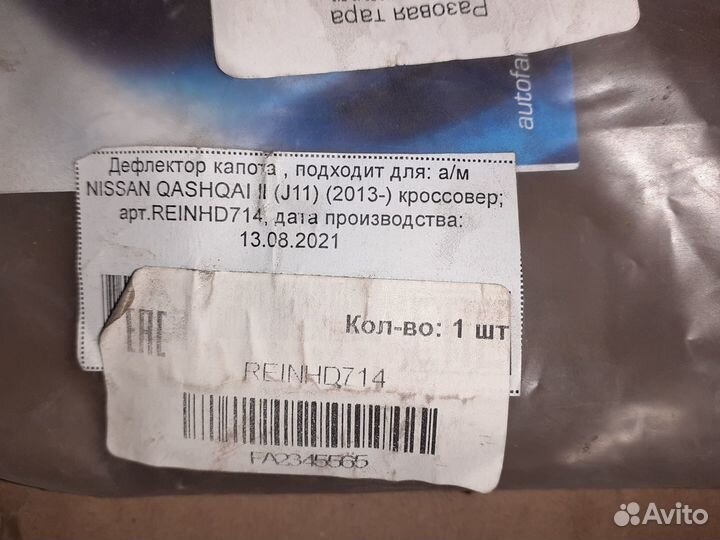 Разовая тара
autofa
Дефлектор капота , подходит для: а/м
NISSAN QASHQAI II (J11) (2013-) кроссовер;
арт.REINHD714, дата производства:
13.08.2021
EAC
Кол-во: 1 шт
REINHD714
FA2345565
Avito